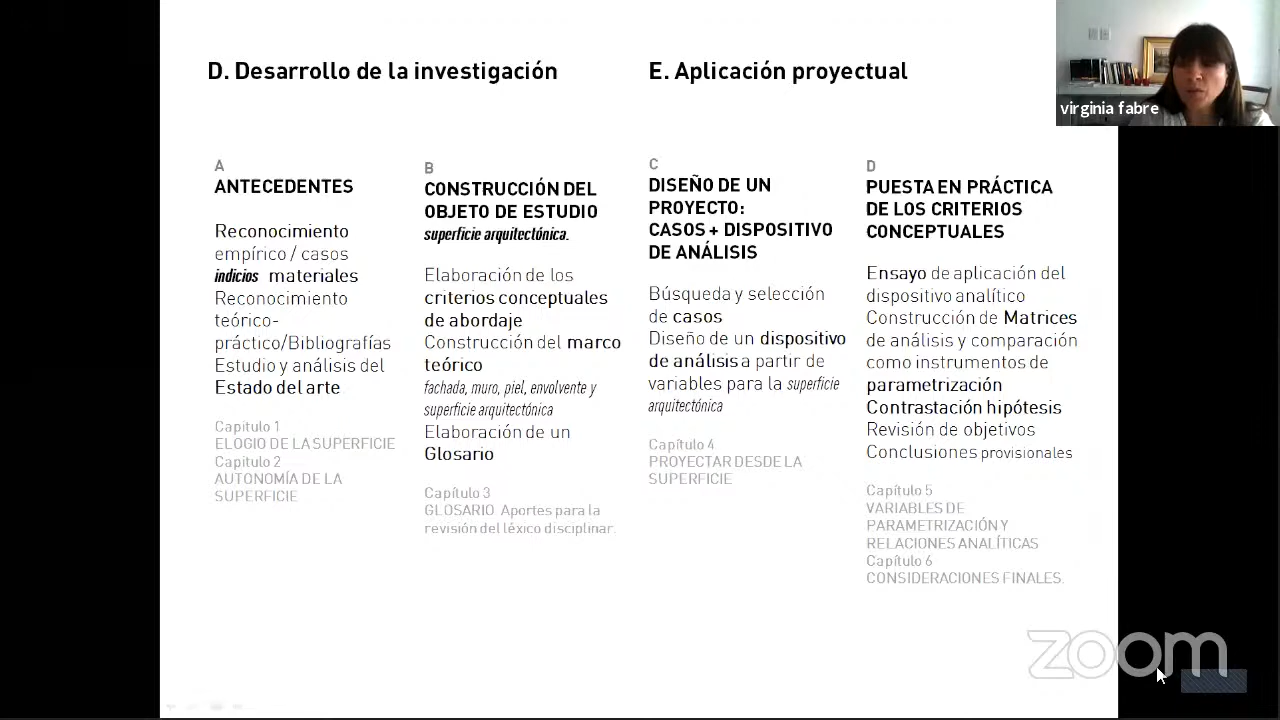 D. Desarrollo de la investigación
E. Aplicación proyectual
virginia fabre
A
ANTECEDENTES
Reconocimiento
empírico / casos
indicios materiales
Reconocimiento
teórico-
práctico/Bibliografías
Estudio y análisis del
Estado del arte
Capitulo 1
ELOGIO DE LA SUPERFICIE
Capitulo 2
AUTONOMÍA DE LA
SUPERFICIE
B
CONSTRUCCIÓN DEL
OBJETO DE ESTUDIO
superficie arquitectónica.
Elaboración de los
criterios conceptuales
de abordaje
Construcción del marco
teórico
fachada, muro, piel, envolvente y
superficie arquitectónica
Elaboración de un
Glosario
Capítulo 3
GLOSARIO. Aportes para la
revisión del léxico disciplinar.
C
DISEÑO DE UN
PROYECTO:
CASOS + DISPOSITIVO
DE ANÁLISIS
Búsqueda y selección
de casos
Diseño de un dispositivo
de análisis a partir de
variables para la superficie
arquitectónica
Capítulo 4
PROYECTAR DESDE LA
SUPERFICIE
D
PUESTA EN PRÁCTICA
DE LOS CRITERIOS
CONCEPTUALES
Ensayo de aplicación del
dispositivo analítico
Construcción de Matrices
de análisis y comparación
como instrumentos de
parametrización
Contrastación hipótesis
Revisión de objetivos
Conclusiones provisionales
Capítulo 5
VARIABLES DE
PARAMETRIZACIÓN Y
RELACIONES ANALÍTICAS
Capítulo 6
CONSIDERACIONES FINALES.
zoom